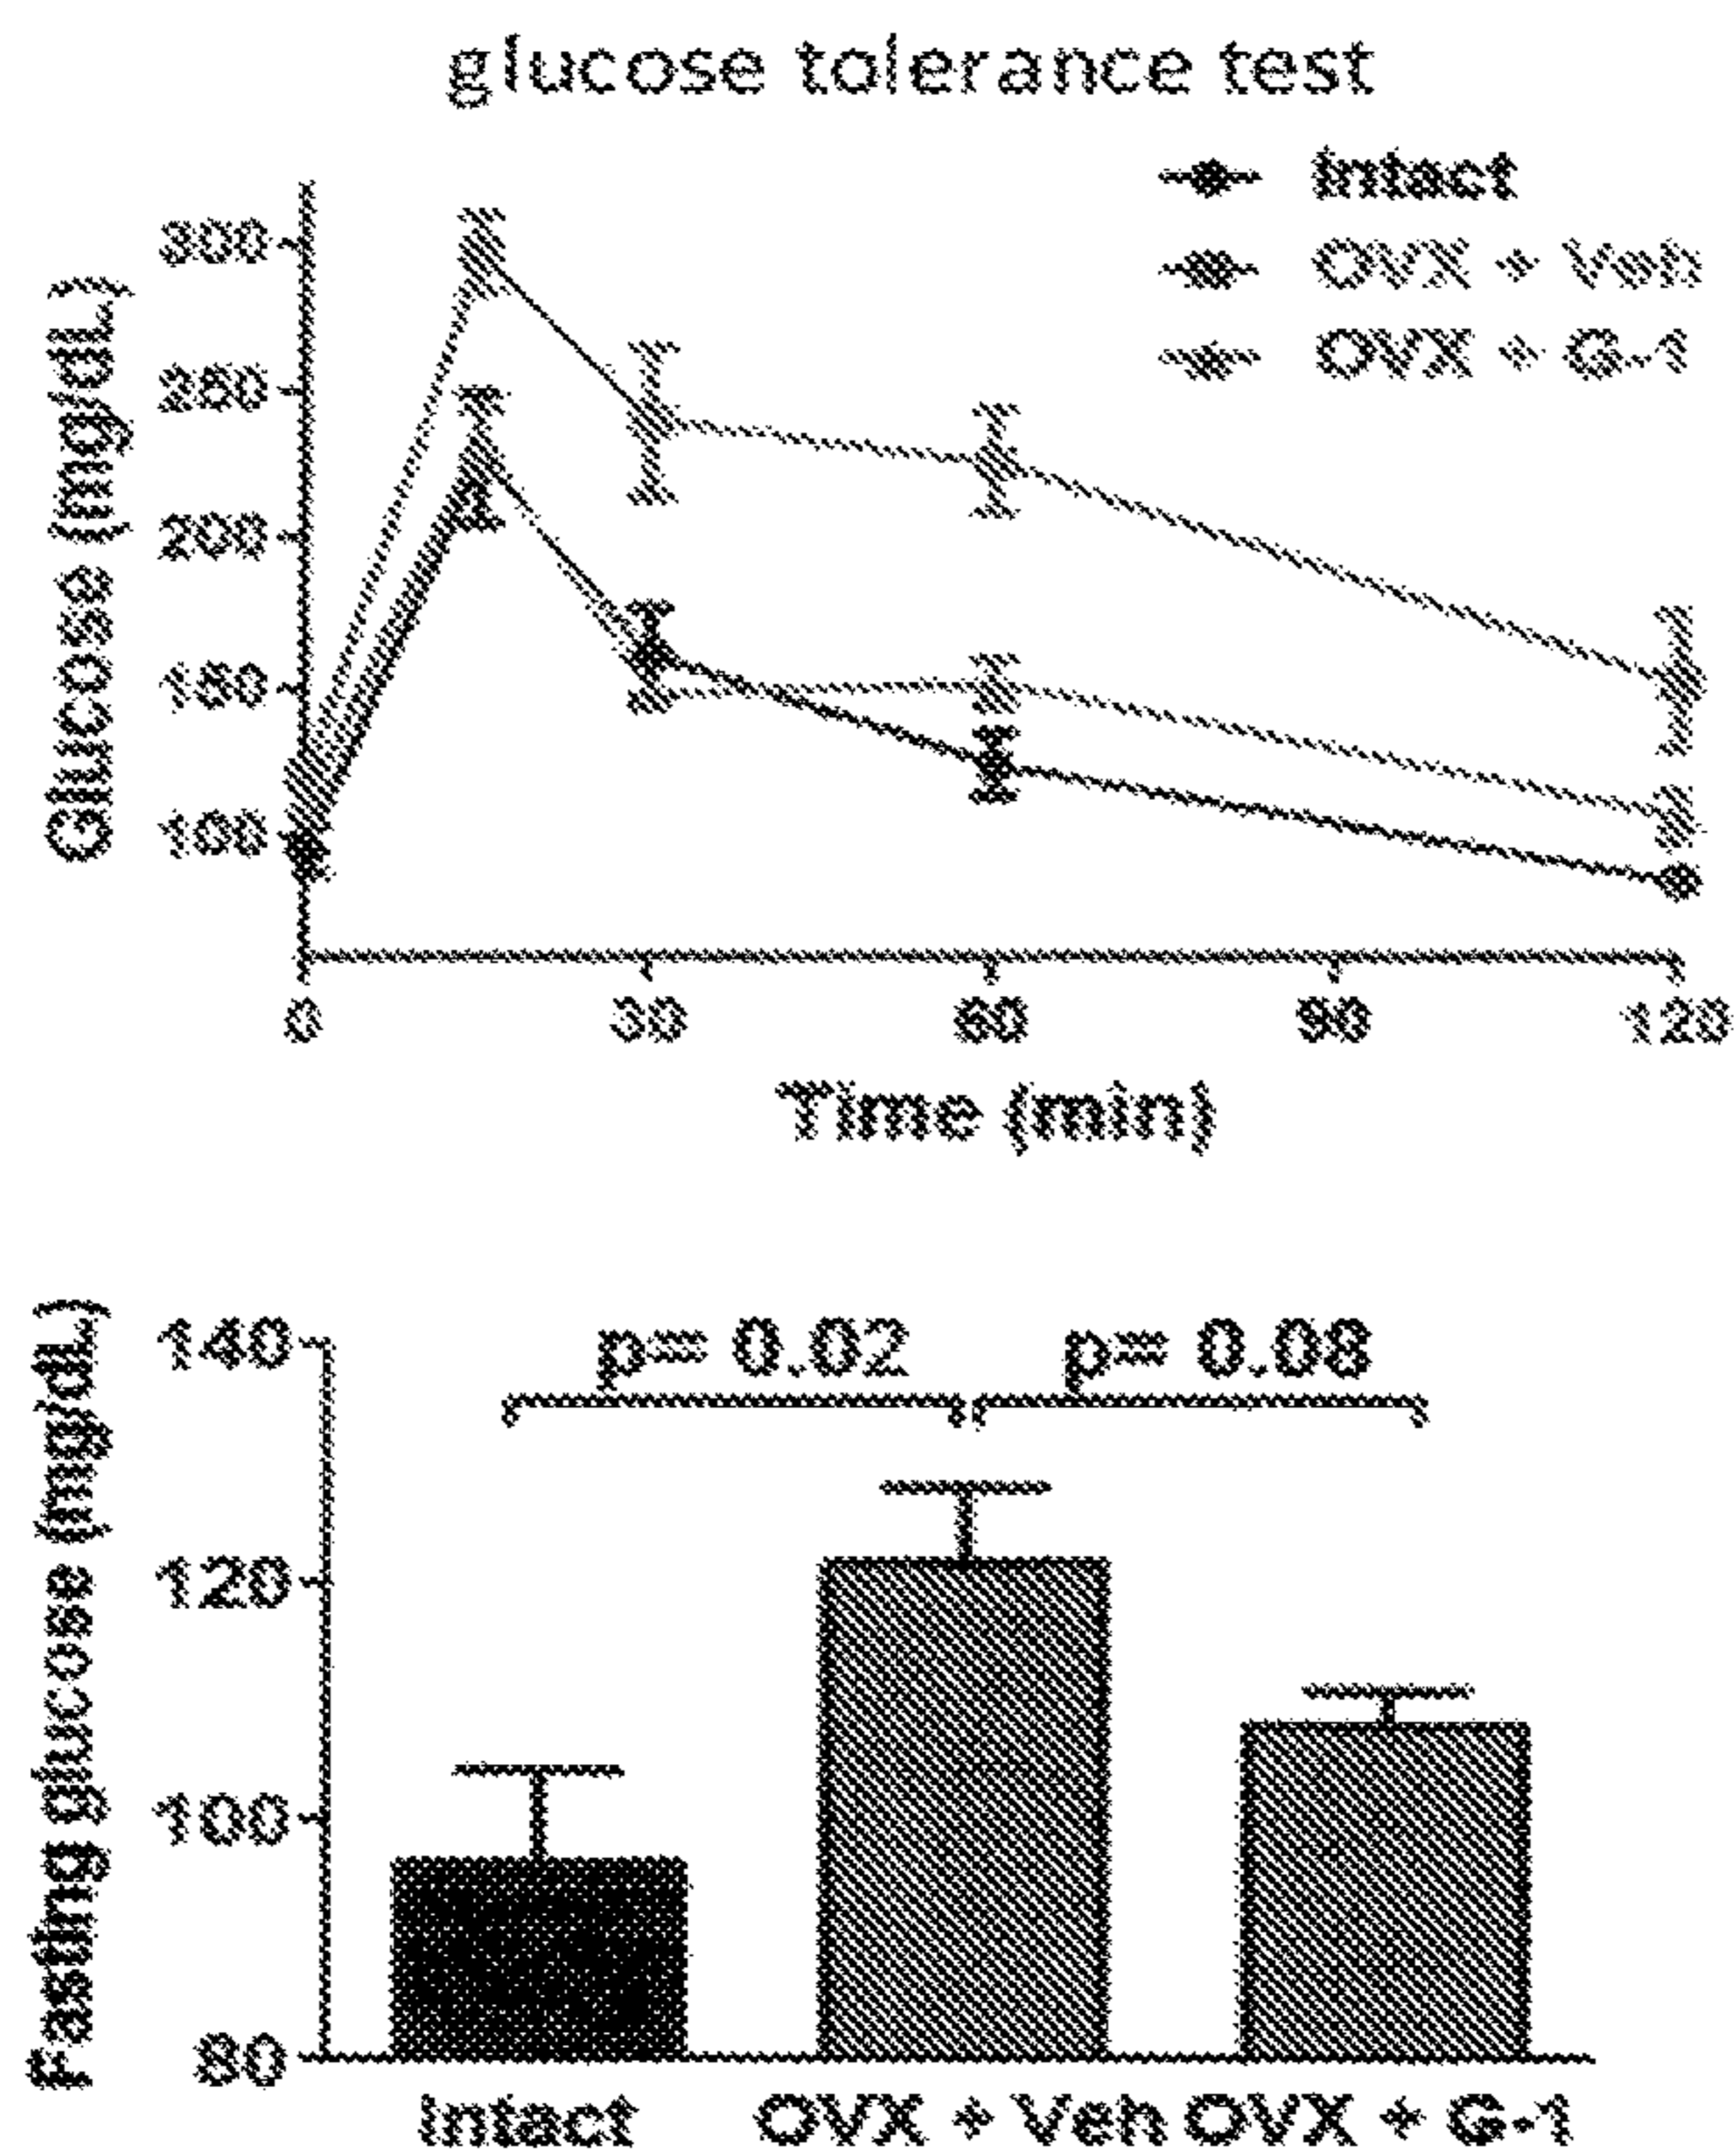 glucose tolerance test
Intact
OVX + Veh
OVX + G-1
Glucose (mg/dL)
300
250
200
150
100
0 30 60 90 120
Time (min)
Fasting glucose (mg/dL)
140
120
100
80
p= 0.02 p= 0.08
Intact OVX + Veh OVX + G-1